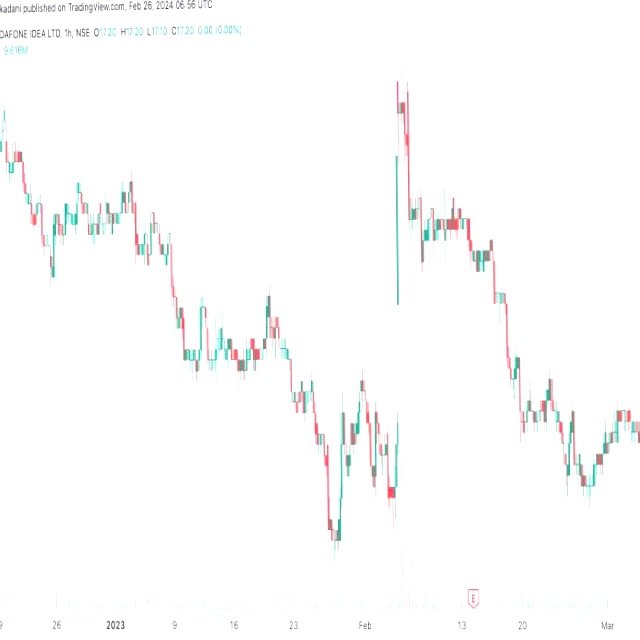 kadani published on TradingView.com, Feb 26, 2024 06:56 UTC
DAFONE IDEA LTD, 1h, NSE O17.20 H17.20 L17.10 C17.20 0.00 (0.00%)
9.616M
E
9 26 2023 9 16 23 Feb 13 20 Mar